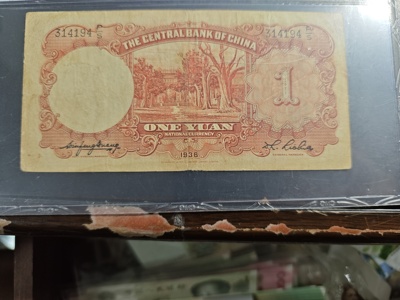 314194
314194
THE CENTRAL BANK OF CHINA
1
ONE YUAN
NATIONAL CURRENCY
1936